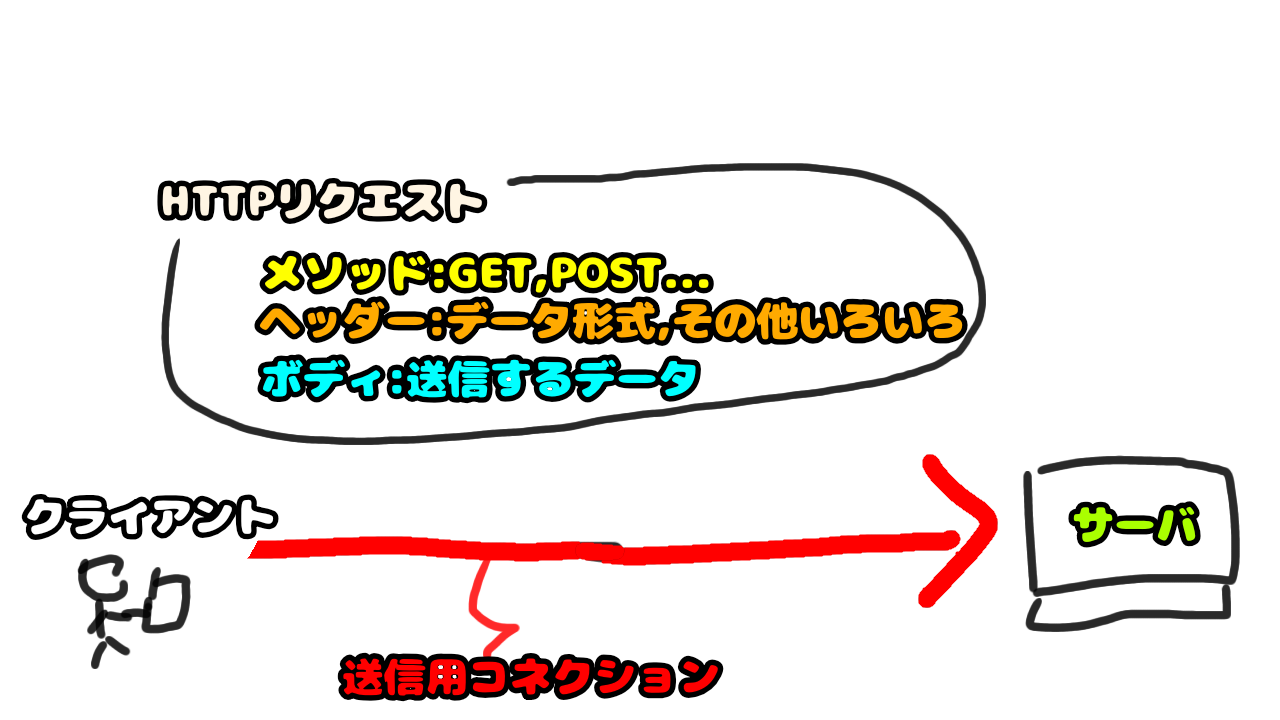 HTTPリクエスト
メソッド:GET,POST...
ヘッダー:データ形式,その他いろいろ
ボディ:送信するデータ
クライアント
サーバ
送信用コネクション